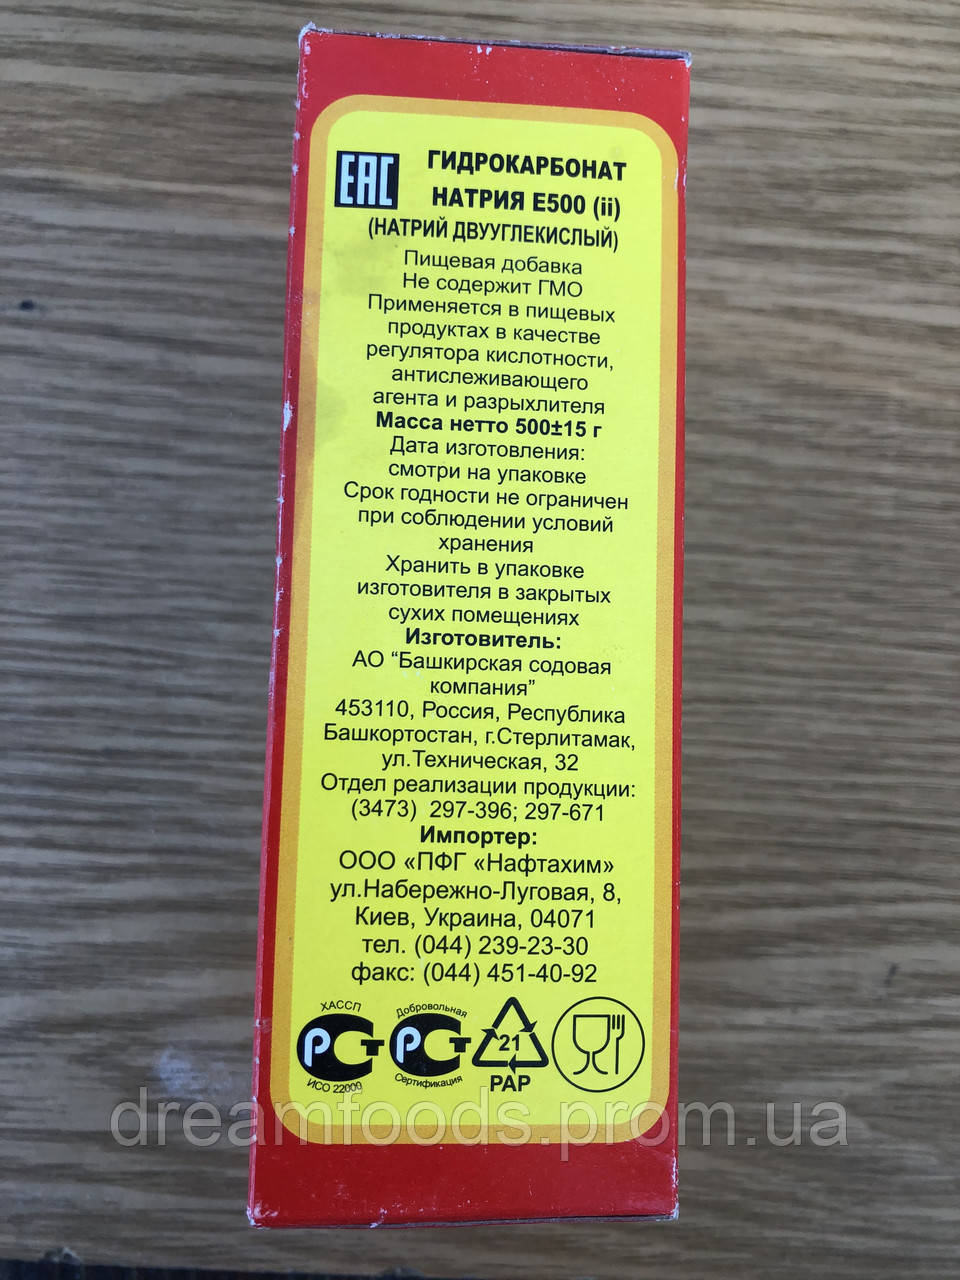 EAC
ГИДРОКАРБОНАТ
НАТРИЯ Е500 (ii)
(НАТРИЙ ДВУУГЛЕКИСЛЫЙ)
Пищевая добавка
Не содержит ГМО
Применяется в пищевых
продуктах в качестве
регулятора кислотности,
антислеживающего
агента и разрыхлителя
Масса нетто 500±15 г
Дата изготовления:
смотри на упаковке
Срок годности не ограничен
при соблюдении условий
хранения
Хранить в упаковке
изготовителя в закрытых
сухих помещениях
Изготовитель:
АО “Башкирская содовая
компания”
453110, Россия, Республика
Башкортостан, г.Стерлитамак,
ул.Техническая, 32
Отдел реализации продукции:
(3473) 297-396; 297-671
Импортер:
ООО «ПФГ «Нафтахим»
ул.Набережно-Луговая, 8,
Киев, Украина, 04071
тел. (044) 239-23-30
факс: (044) 451-40-92
ХАССП
РСТ
ИСО 22000
Добровольная
РСТ
Сертификация
21
PAP
dreamfoods.prom.ua